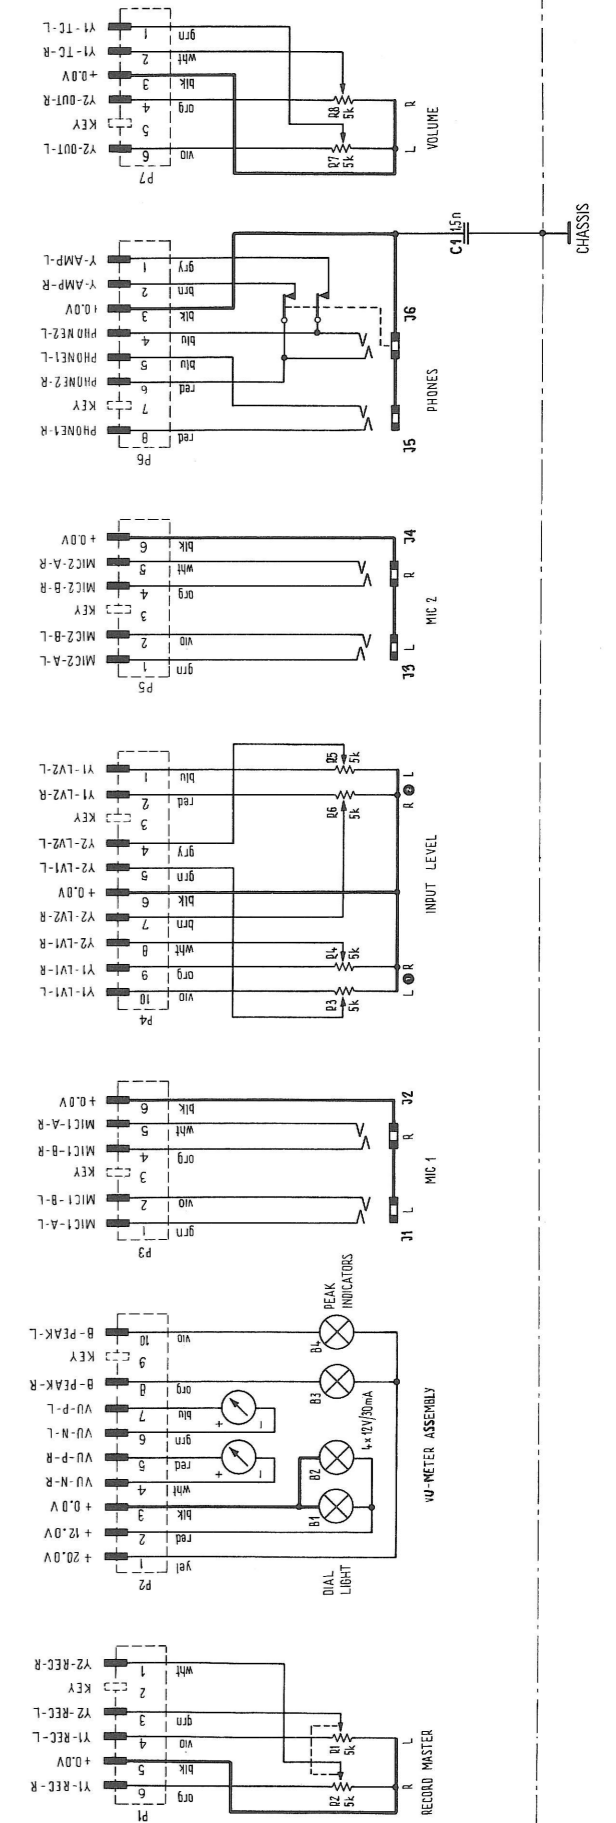 Y1-TC-L 1 grn
Y1-TC-R 2 wht
+0.0V 3 blk
Y2-OUT-R 4 org R8 5k R
KEY 5
Y2-OUT-L 6 vio R7 5k L
P7
VOLUME
C1 1,5n
CHASSIS
Y-AMP-L 1 gry
Y-AMP-R 2 brn
+0.0V 3 blk
PHONE2-L 4 blu
PHONE1-L 5 blu
PHONE2-R 6 red
KEY 7
PHONE1-R 8 red
P6
J6
J5
PHONES
+0.0V 6 blk
MIC2-A-R 5 wht
MIC2-B-R 4 org
KEY 3
MIC2-B-L 2 vio
MIC2-A-L 1 grn
P5
J4
R
L
J3
MIC 2
Y1-LV2-L 1 blu R5 5k L
Y1-LV2-R 2 red R6 5k R 2
KEY 3
Y2-LV2-L 4 gry
Y2-LV1-L 5 grn
+0.0V 6 blk
Y2-LV2-R 7 brn
Y2-LV1-R 8 wht
Y1-LV1-R 9 org R4 5k R
Y1-LV1-L 10 vio R3 5k L 1
P4
INPUT LEVEL
+0.0V 6 blk
MIC1-A-R 5 wht
MIC1-B-R 4 org
KEY 3
MIC1-B-L 2 vio
MIC1-A-L 1 grn
P3
J2
R
L
J1
MIC 1
B-PEAK-L 10 vio B4
KEY 9
B-PEAK-R 8 org B3
VU-P-L 7 blu +
VU-N-L 6 grn -
VU-P-R 5 red +
VU-N-R 4 wht -
+0.0V 3 blk
+12.0V 2 red
+20.0V 1 yel
P2
PEAK
INDICATORS
B2
B1
4x12V/30mA
DIAL
LIGHT
VU-METER ASSEMBLY
Y2-REC-R 1 wht
KEY 2
Y2-REC-L 3 grn
Y1-REC-L 4 vio R1 5k L
+0.0V 5 blk
Y1-REC-R 6 org R2 5k R
P1
RECORD MASTER